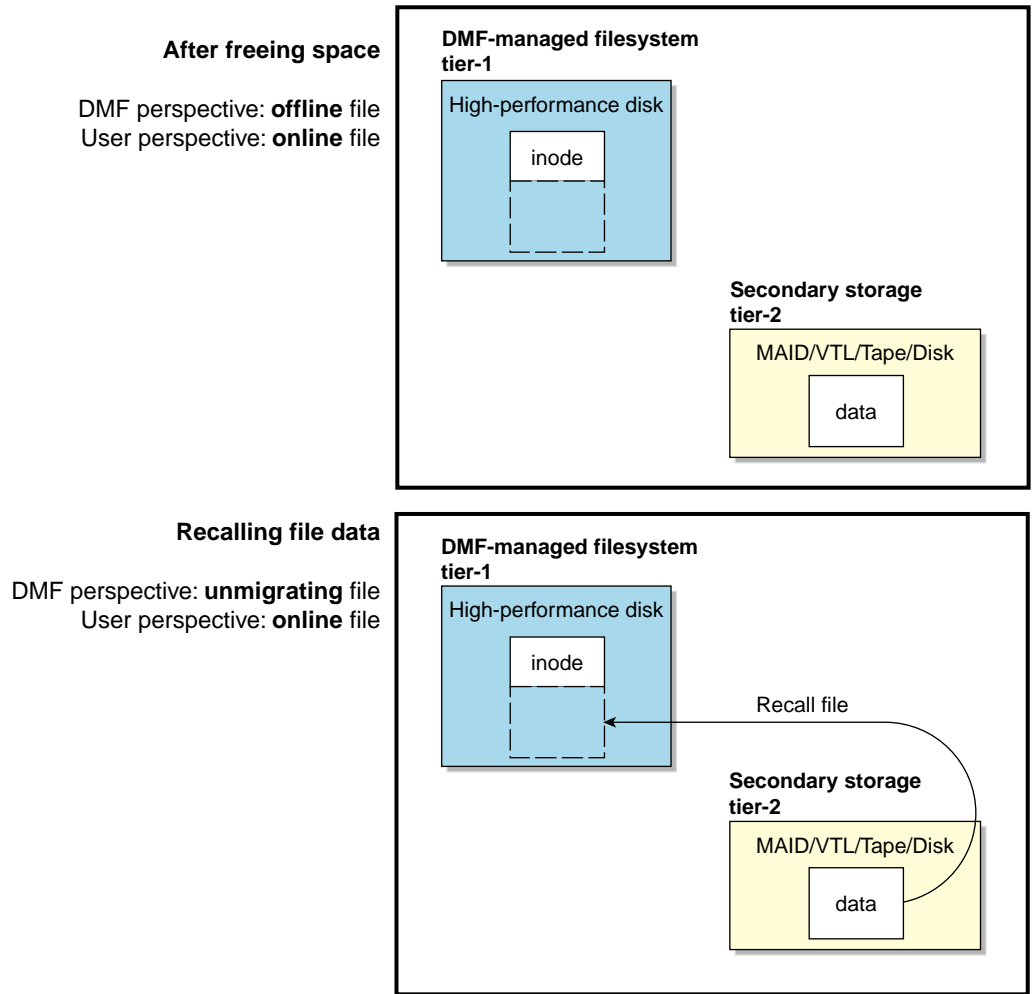 After freeing space
DMF perspective: offline file
User perspective: online file
DMF-managed filesystem
tier-1
High-performance disk
inode
Secondary storage
tier-2
MAID/VTL/Tape/Disk
data
Recalling file data
DMF perspective: unmigrating file
User perspective: online file
DMF-managed filesystem
tier-1
High-performance disk
inode
Recall file
Secondary storage
tier-2
MAID/VTL/Tape/Disk
data